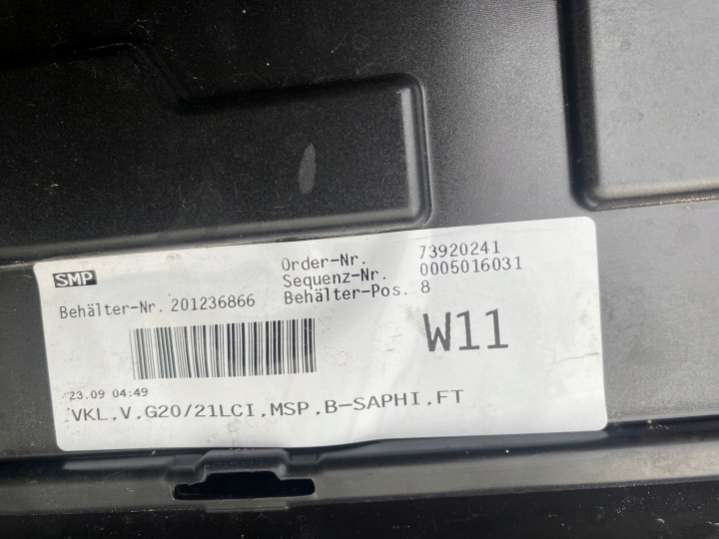 SMP
Order-Nr. 73920241
Sequenz-Nr. 0005016031
Behälter-Nr. 201236866 Behälter-Pos. 8
W11
23.09 04:49
VKL.V.G20/21LCI.MSP.B-SAPHI.FT